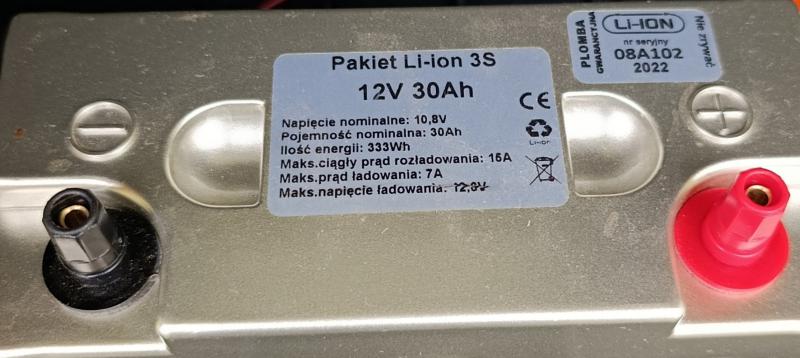 Pakiet Li-ion 3S
12V 30Ah
Napięcie nominalne: 10,8V
Pojemność nominalna: 30Ah
Ilość energii: 333Wh
Maks.ciągły prąd rozładowania: 15A
Maks.prąd ładowania: 7A
Maks.napięcie ładowania: 12,8V
CE
Li-ion
PLOMBA
GWARANCYJNA
LI-ION
nr seryjny
08A102
2022
Nie zrywać